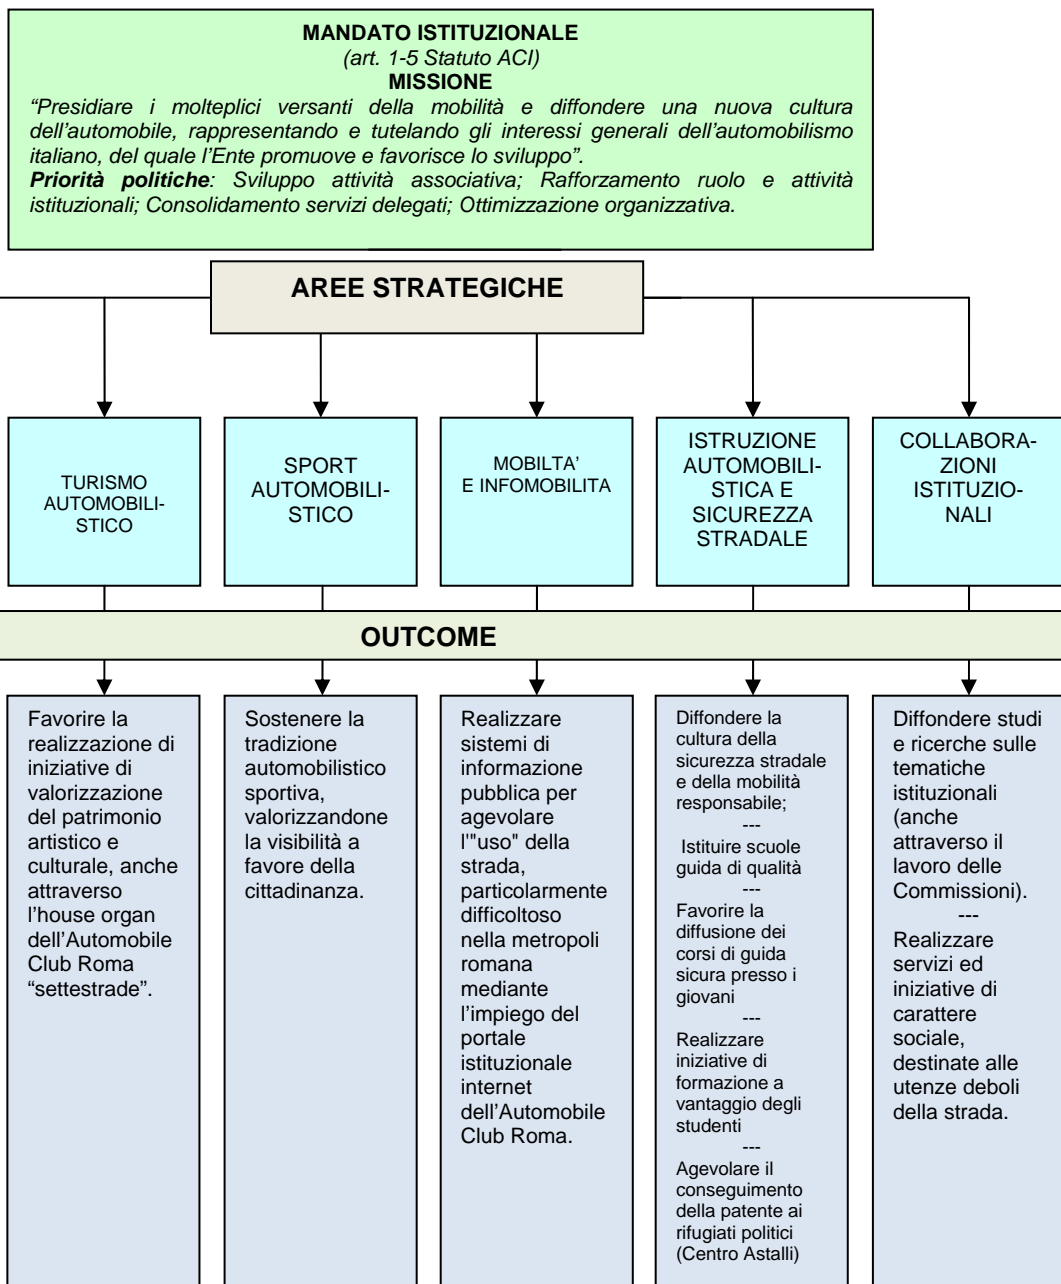 MANDATO ISTITUZIONALE
(art. 1-5 Statuto ACI)
MISSIONE
“Presidiare i molteplici versanti della mobilità e diffondere una nuova cultura
dell’automobile, rappresentando e tutelando gli interessi generali dell’automobilismo
italiano, del quale l’Ente promuove e favorisce lo sviluppo”.
Priorità politiche: Sviluppo attività associativa; Rafforzamento ruolo e attività
istituzionali; Consolidamento servizi delegati; Ottimizzazione organizzativa.
AREE STRATEGICHE
TURISMO
AUTOMOBILI-
STICO
SPORT
AUTOMOBILI-
STICO
MOBILTA’
E INFOMOBILITA
ISTRUZIONE
AUTOMOBILI-
STICA E
SICUREZZA
STRADALE
COLLABORA-
ZIONI
ISTITUZIO-
NALI
OUTCOME
Favorire la
realizzazione di
iniziative di
valorizzazione
del patrimonio
artistico e
culturale, anche
attraverso
l’house organ
dell’Automobile
Club Roma
“settestrade”.
Sostenere la
tradizione
automobilistico
sportiva,
valorizzandone
la visibilità a
favore della
cittadinanza.
Realizzare
sistemi di
informazione
pubblica per
agevolare
l'"uso" della
strada,
particolarmente
difficoltoso
nella metropoli
romana
mediante
l’impiego del
portale
istituzionale
internet
dell’Automobile
Club Roma.
Diffondere la
cultura della
sicurezza stradale
e della mobilità
responsabile;
---
Istituire scuole
guida di qualità
---
Favorire la
diffusione dei
corsi di guida
sicura presso i
giovani
---
Realizzare
iniziative di
formazione a
vantaggio degli
studenti
---
Agevolare il
conseguimento
della patente ai
rifugiati politici
(Centro Astalli)
Diffondere studi
e ricerche sulle
tematiche
istituzionali
(anche
attraverso il
lavoro delle
Commissioni).
---
Realizzare
servizi ed
iniziative di
carattere
sociale,
destinate alle
utenze deboli
della strada.